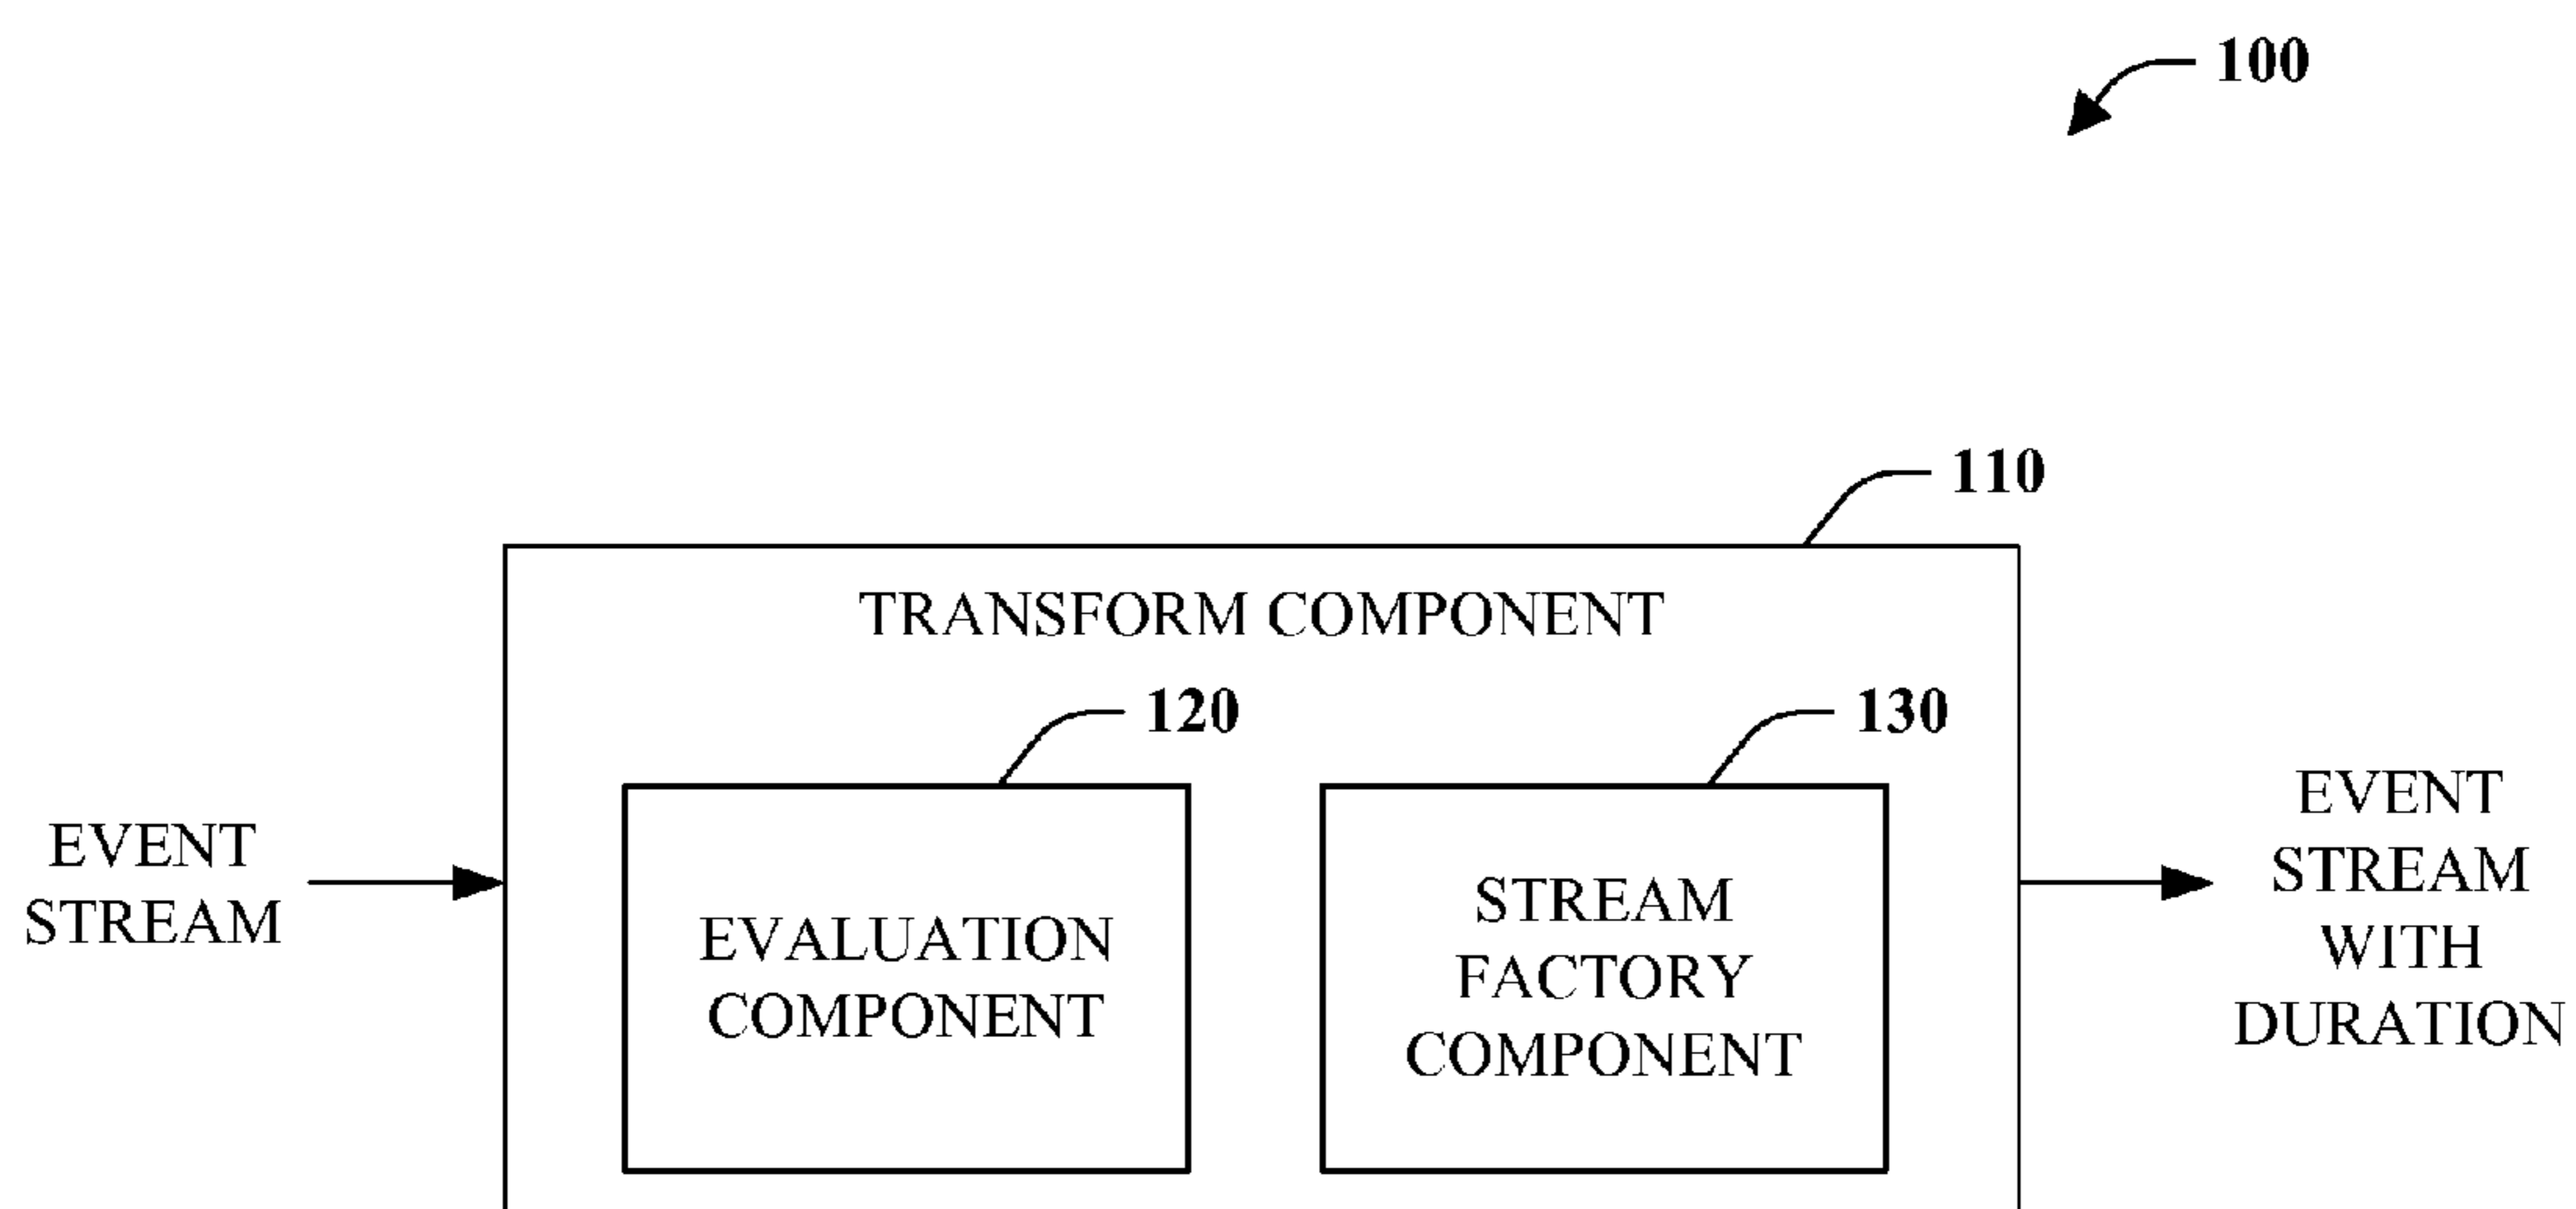 100
110
TRANSFORM COMPONENT
120
130
EVENT
STREAM
EVALUATION
COMPONENT
STREAM
FACTORY
COMPONENT
EVENT
STREAM
WITH
DURATION